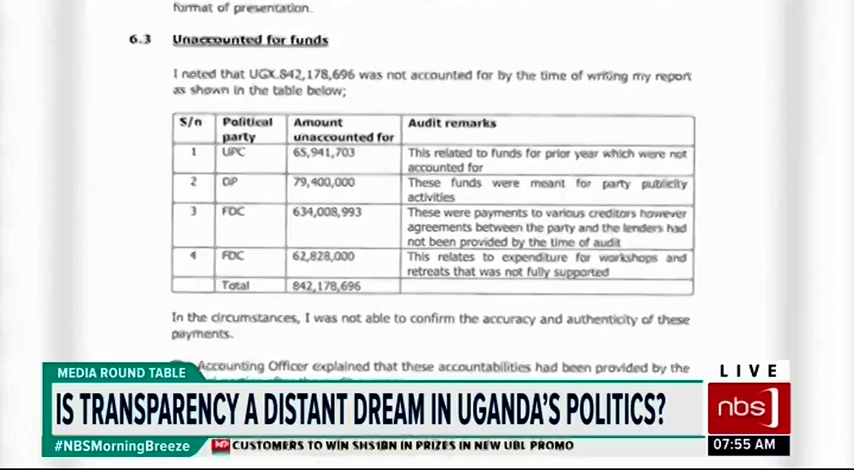 format of presentation.
6.3 Unaccounted for funds
I noted that UGX.842,178,696 was not accounted for by the time of writing my report
as shown in the table below;
S/n Political party Amount unaccounted for Audit remarks
1 UPC 65,941,703 This related to funds for prior year which were not
accounted for
2 DP 79,400,000 These funds were meant for party publicity
activities
3 FDC 634,008,993 These were payments to various creditors however
agreements between the party and the lenders had
not been provided by the time of audit
4 FDC 62,828,000 This relates to expenditure for workshops and
retreats that was not fully supported
Total 842,178,696
In the circumstances, I was not able to confirm the accuracy and authenticity of these
payments.
Accounting Officer explained that these accountabilities had been provided by the
MEDIA ROUND TABLE
IS TRANSPARENCY A DISTANT DREAM IN UGANDA'S POLITICS?
#NBSMorningBreeze
CUSTOMERS TO WIN SHS1BN IN PRIZES IN NEW UBL PROMO
LIVE
nbs
07:55 AM